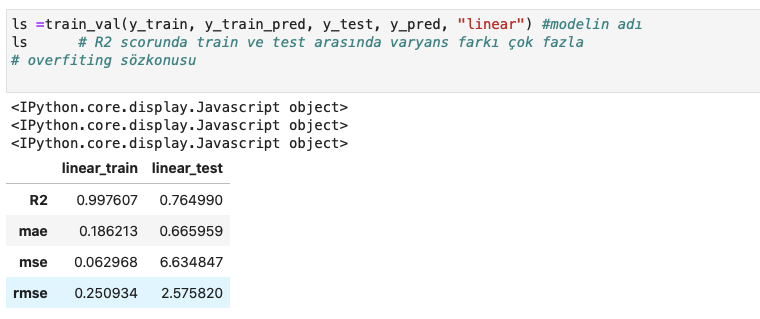 ls =train_val(y_train, y_train_pred, y_test, y_pred, "linear") #modelin adı
ls      # R2 scorunda train ve test arasında varyans farkı çok fazla
# overfiting sözkonusu
<IPython.core.display.Javascript object>
<IPython.core.display.Javascript object>
<IPython.core.display.Javascript object>
linear_train linear_test
R2 0.997607 0.764990
mae 0.186213 0.665959
mse 0.062968 6.634847
rmse 0.250934 2.575820